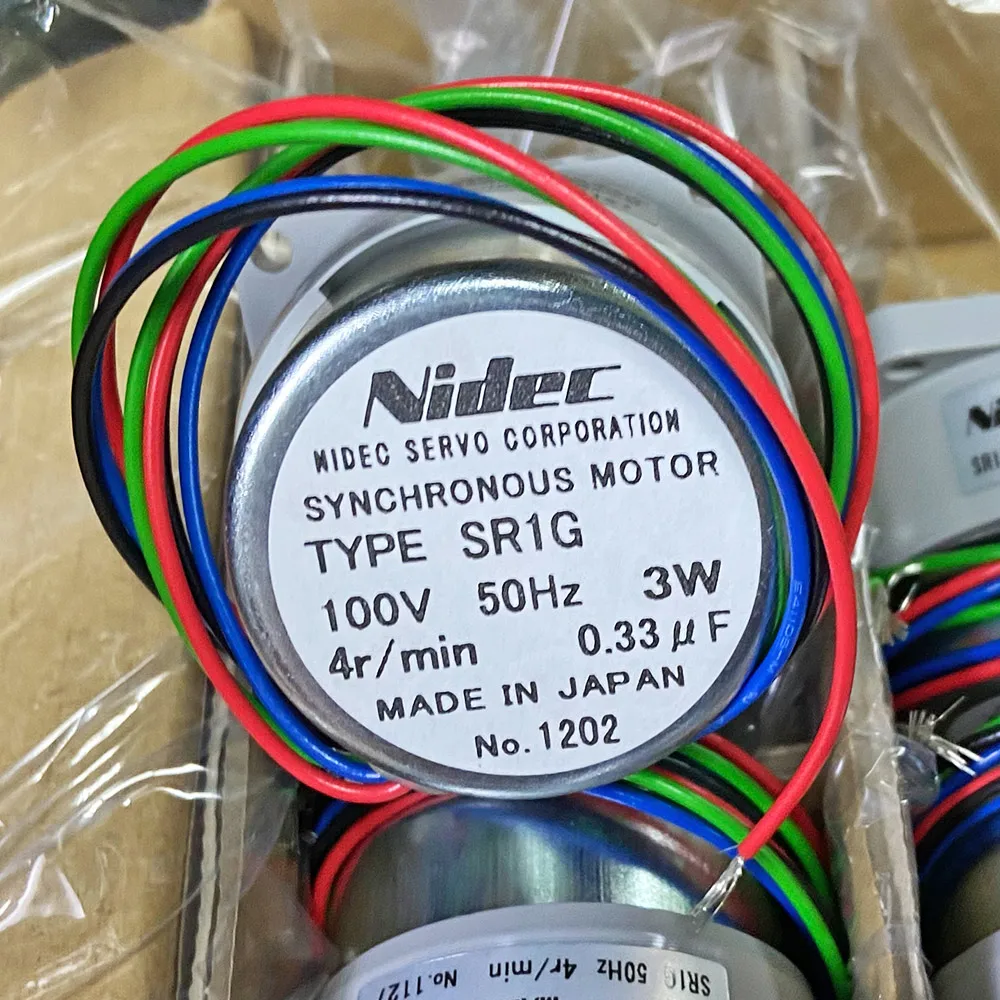 Nidec
NIDEC SERVO CORPORATION
SYNCHRONOUS MOTOR
TYPE SR1G
100V 50Hz 3W
4r/min 0.33μF
MADE IN JAPAN
No. 1202
SR1G 50Hz 4r/min
No.1127